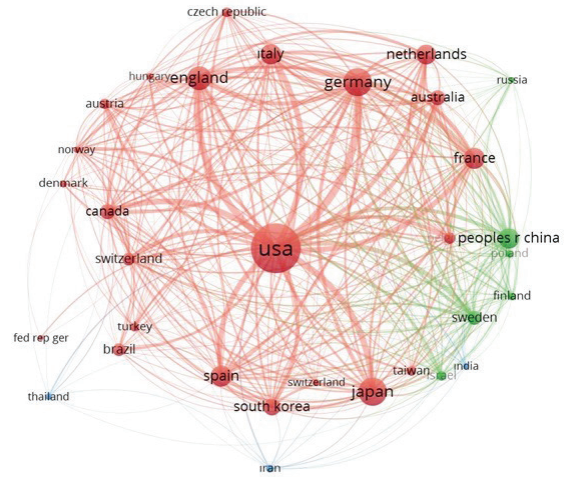 czech republic
italy
netherlands
hungary
england
germany
russia
austria
australia
norway
france
denmark
canada
peoples r china
usa
poland
switzerland
finland
sweden
turkey
fed rep ger
brazil
india
taiwan
israel
spain
switzerland
thailand
japan
south korea
iran